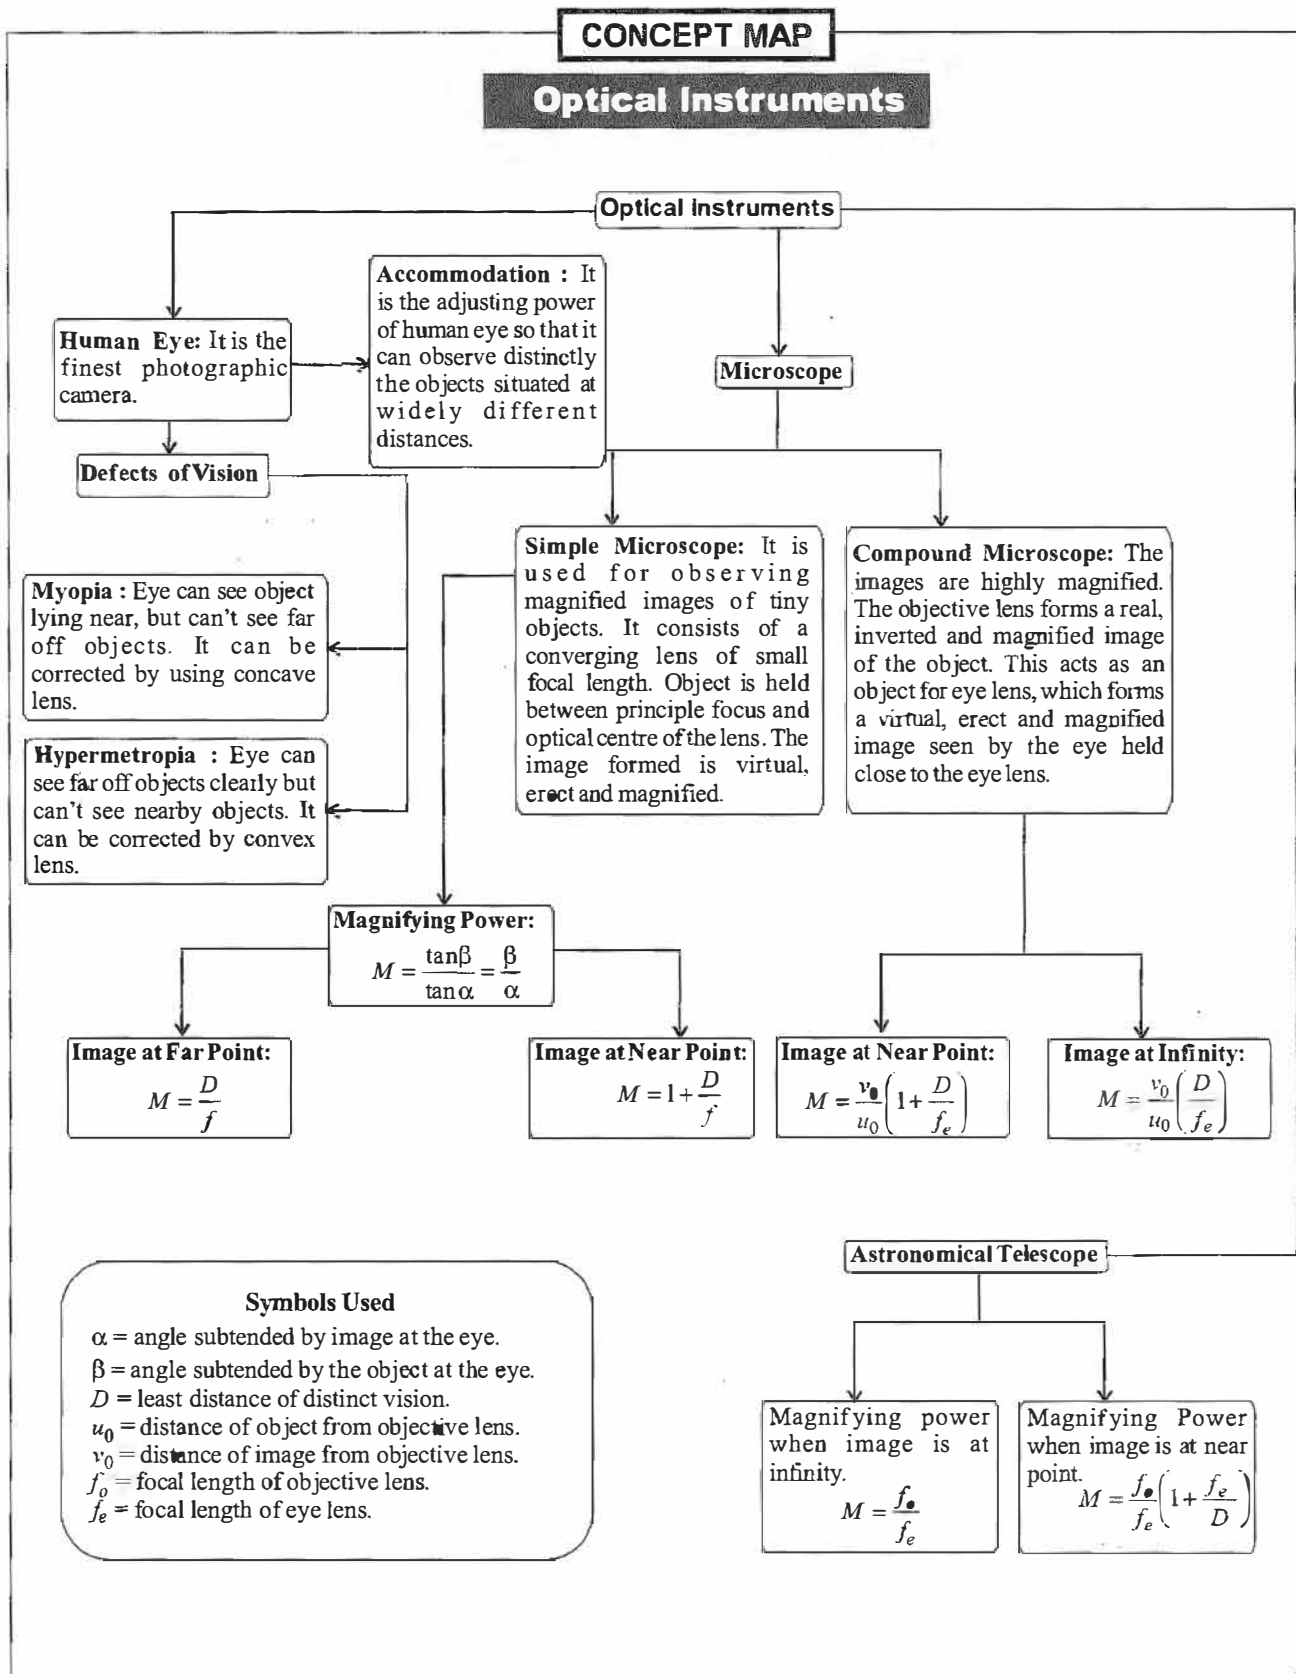 CONCEPT MAP
Optical Instruments
Optical instruments
Human Eye: It is the
finest photographic
camera.
Accommodation : It
is the adjusting power
of human eye so that it
can observe distinctly
the objects situated at
widely different
distances.
Microscope
Defects of Vision
Myopia : Eye can see object
lying near, but can't see far
off objects. It can be
corrected by using concave
lens.
Hypermetropia : Eye can
see far off objects clearly but
can't see nearby objects. It
can be corrected by convex
lens.
Simple Microscope: It is
used for observing
magnified images of tiny
objects. It consists of a
converging lens of small
focal length. Object is held
between principle focus and
optical centre of the lens. The
image formed is virtual,
erect and magnified.
Compound Microscope: The
images are highly magnified.
The objective lens forms a real,
inverted and magnified image
of the object. This acts as an
object for eye lens, which forms
a virtual, erect and magnified
image seen by the eye held
close to the eye lens.
Magnifying Power:
M = tanβ/tanα = β/α
Image at Far Point:
M = D/f
Image at Near Point:
M = 1 + D/f
Image at Near Point:
M = v₀/u₀ (1 + D/fₑ)
Image at Infinity:
M = v₀/u₀ (D/fₑ)
Astronomical Telescope
Magnifying power
when image is at
infinity.
M = fₒ/fₑ
Magnifying Power
when image is at near
point.
M = fₒ/fₑ (1 + fₑ/D)
Symbols Used
α = angle subtended by image at the eye.
β = angle subtended by the object at the eye.
D = least distance of distinct vision.
u₀ = distance of object from objective lens.
v₀ = distance of image from objective lens.
fₒ = focal length of objective lens.
fₑ = focal length of eye lens.